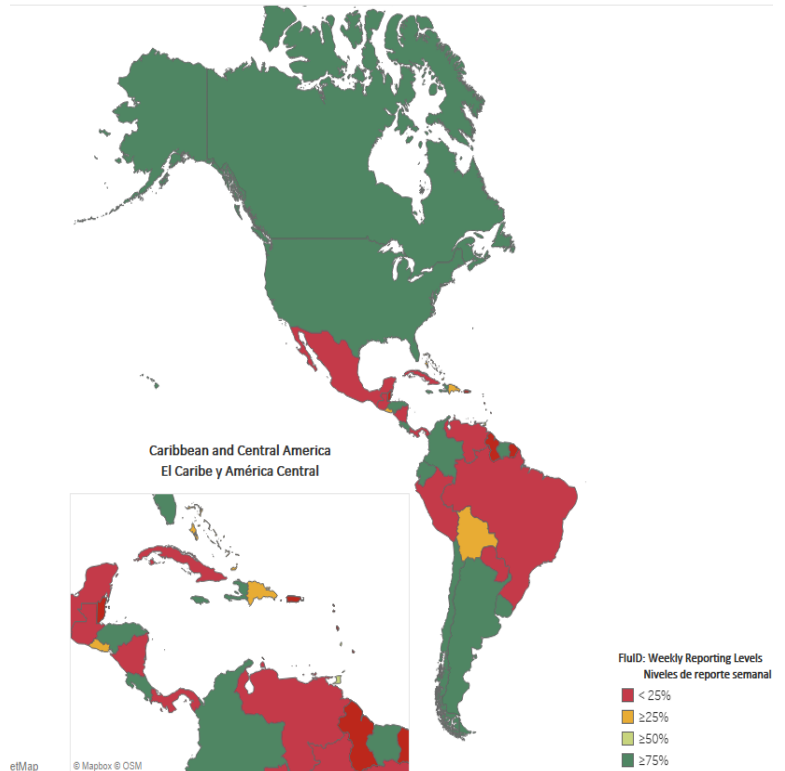 Caribbean and Central America
El Caribe y América Central
FluID: Weekly Reporting Levels
Niveles de reporte semanal
< 25%
≥25%
≥50%
≥75%
etMap
© Mapbox © OSM